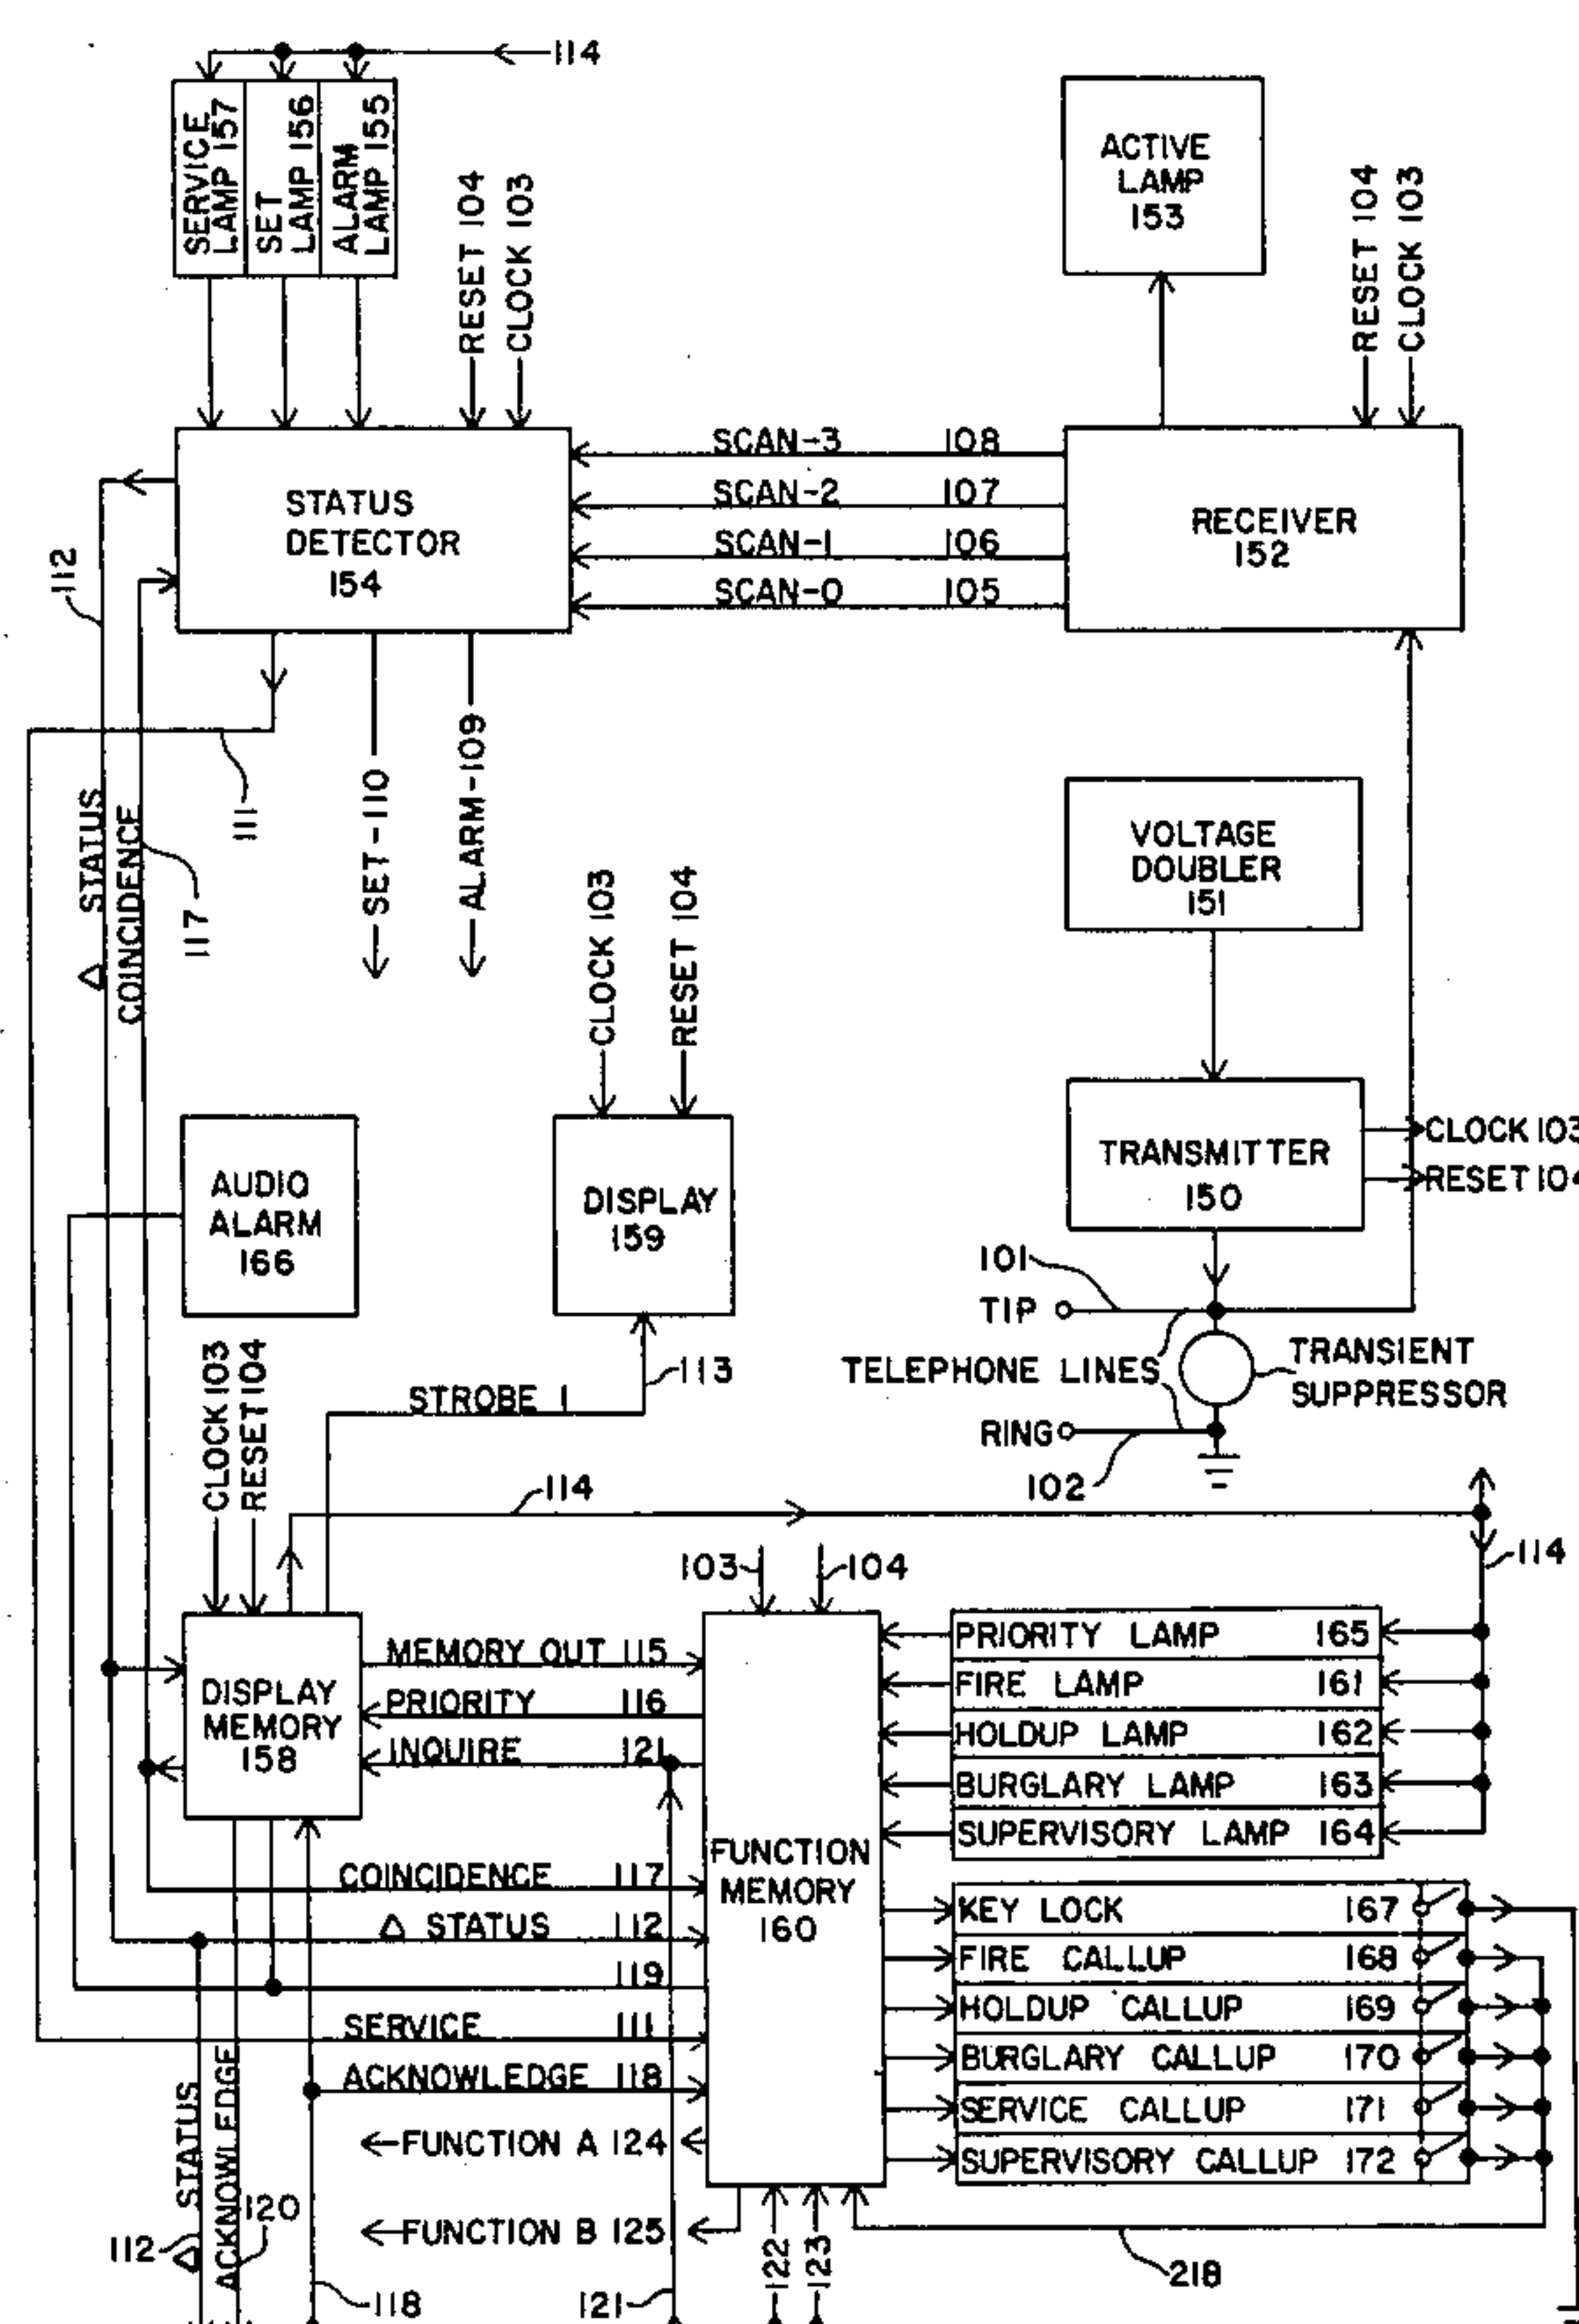 114
SERVICE
LAMP 157
SET
LAMP 156
ALARM
LAMP 155
RESET 104
CLOCK 103
ACTIVE
LAMP
153
RESET 104
CLOCK 103
SCAN-3 108
SCAN-2 107
SCAN-1 106
SCAN-0 105
STATUS
DETECTOR
154
RECEIVER
152
112
111
117
Δ STATUS
COINCIDENCE
SET-110
ALARM-109
VOLTAGE
DOUBLER
151
CLOCK 103
RESET 104
TRANSMITTER
150
CLOCK 103
RESET 104
AUDIO
ALARM
166
DISPLAY
159
101
TIP
TELEPHONE LINES
TRANSIENT
SUPPRESSOR
RING
102
CLOCK 103
RESET 104
STROBE 1
113
114
103
104
114
DISPLAY
MEMORY
158
MEMORY OUT 115
PRIORITY 116
INQUIRE 121
PRIORITY LAMP 165
FIRE LAMP 161
HOLDUP LAMP 162
BURGLARY LAMP 163
SUPERVISORY LAMP 164
FUNCTION
MEMORY
160
COINCIDENCE 117
Δ STATUS 112
119
SERVICE 111
ACKNOWLEDGE 118
FUNCTION A 124
FUNCTION B 125
KEY LOCK 167
FIRE CALLUP 168
HOLDUP CALLUP 169
BURGLARY CALLUP 170
SERVICE CALLUP 171
SUPERVISORY CALLUP 172
112
Δ STATUS
ACKNOWLEDGE
120
118
121
122
123
218